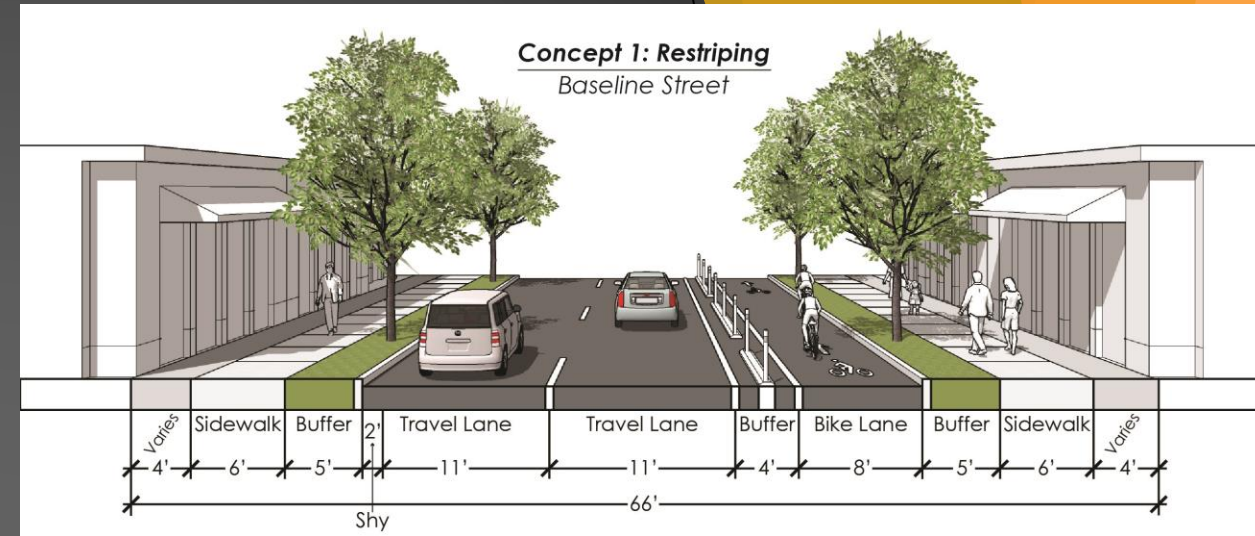 Concept 1: Restriping
Baseline Street
Varies Sidewalk Buffer 2' Travel Lane Travel Lane Buffer Bike Lane Buffer Sidewalk Varies
4' 6' 5' 11' 11' 4' 8' 5' 6' 4'
66'
Shy